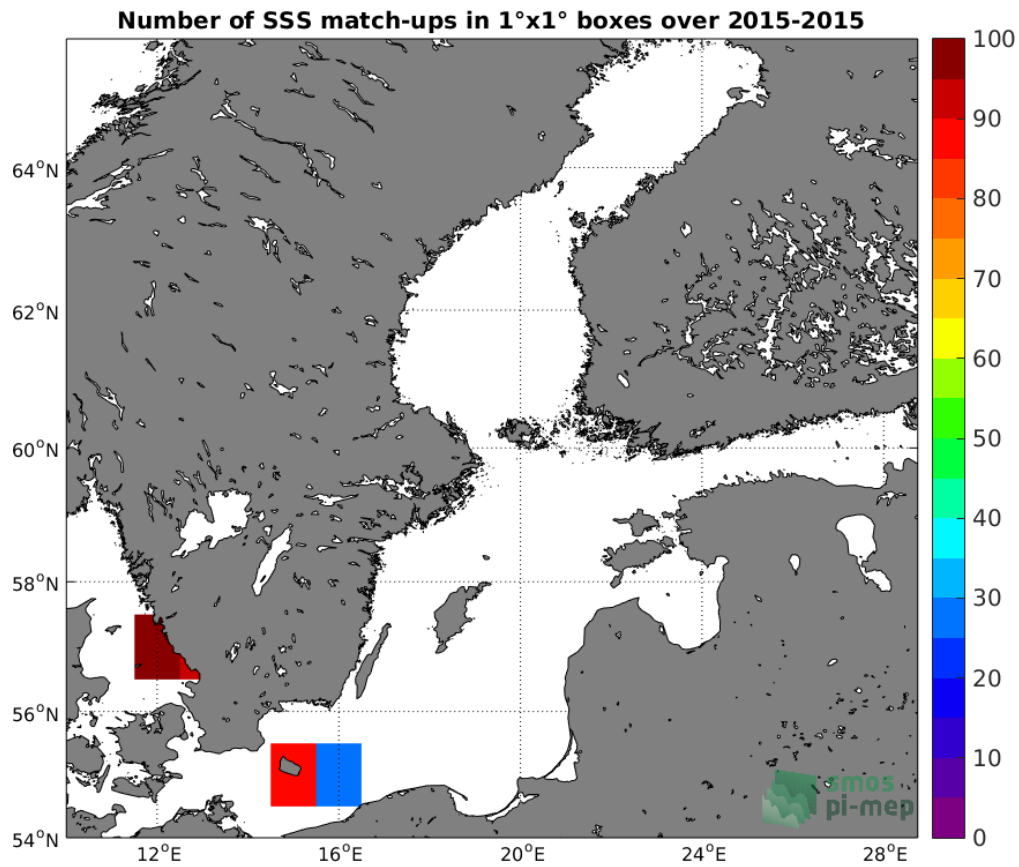 Number of SSS match-ups in 1°x1° boxes over 2015-2015
64°N
62°N
60°N
58°N
56°N
54°N
12°E
16°E
20°E
24°E
28°E
100
90
80
70
60
50
40
30
20
10
0
smos
pi-mep